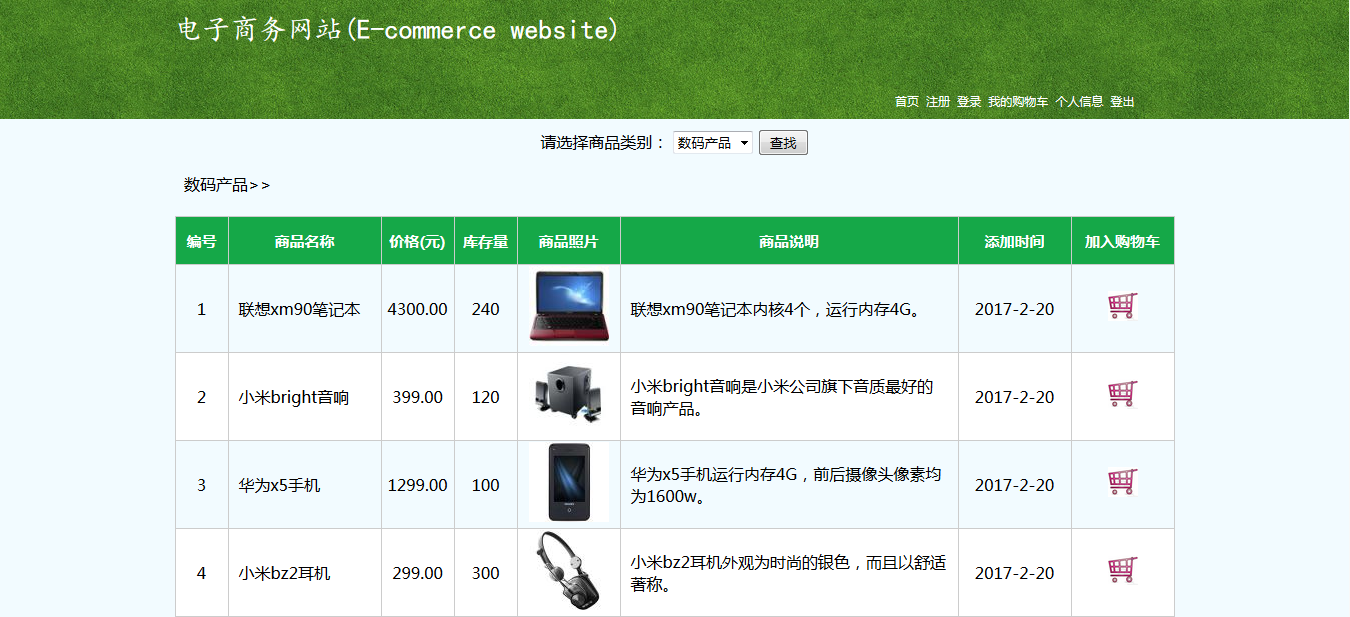 电子商务网站(E-commerce website)
首页 注册 登录 我的购物车 个人信息 登出
请选择商品类别： 数码产品 查找
数码产品>>
编号 商品名称 价格(元) 库存量 商品照片 商品说明 添加时间 加入购物车
1 联想xm90笔记本 4300.00 240 联想xm90笔记本内核4个，运行内存4G。 2017-2-20
2 小米bright音响 399.00 120 小米bright音响是小米公司旗下音质最好的
音响产品。 2017-2-20
3 华为x5手机 1299.00 100 华为x5手机运行内存4G，前后摄像头像素均
为1600w。 2017-2-20
4 小米bz2耳机 299.00 300 小米bz2耳机外观为时尚的银色，而且以舒适
著称。 2017-2-20